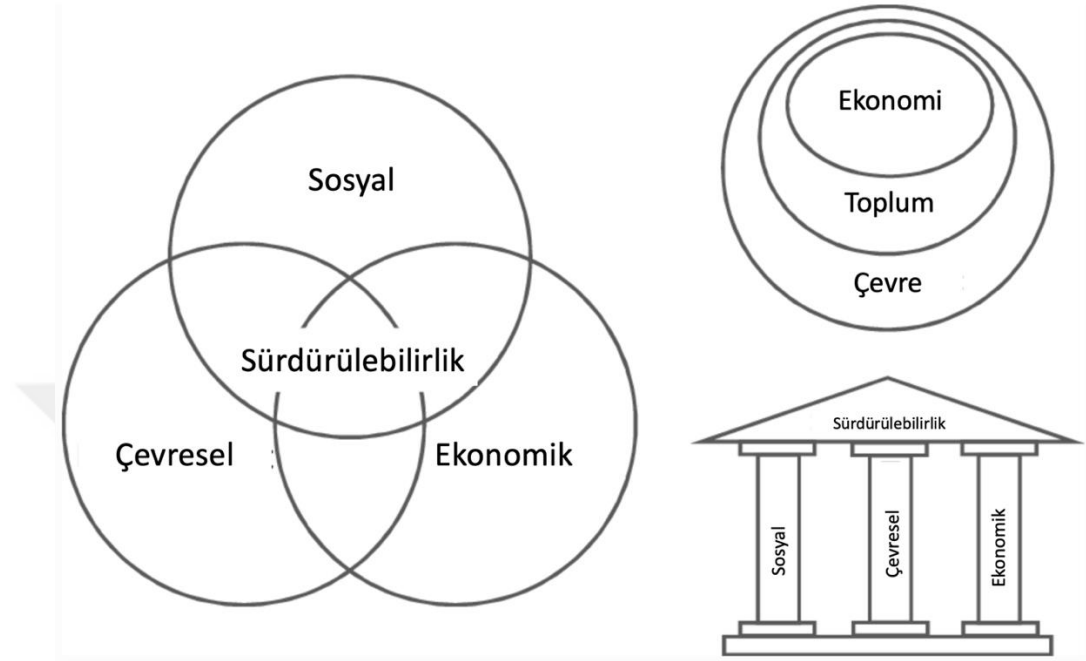 Sosyal
Sürdürülebilirlik
Çevresel
Ekonomik
Ekonomi
Toplum
Çevre
Sürdürülebilirlik
Sosyal
Çevresel
Ekonomik